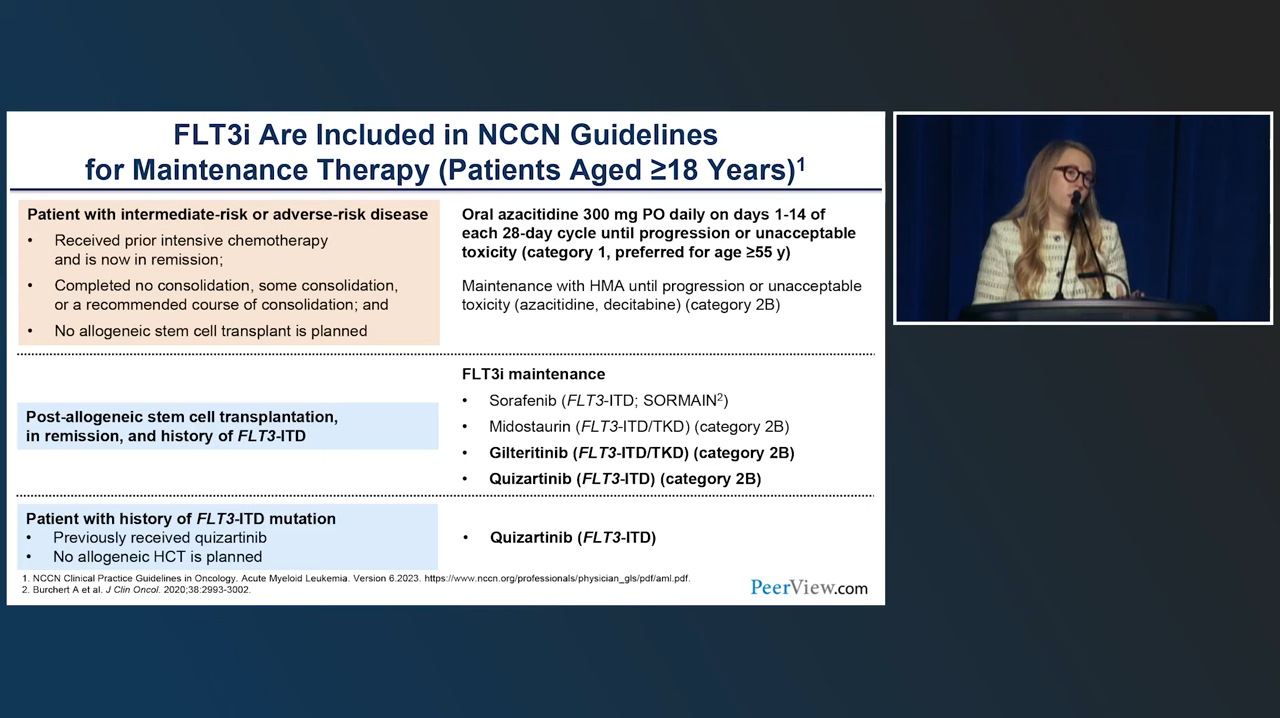 FLT3i Are Included in NCCN Guidelines
for Maintenance Therapy (Patients Aged ≥18 Years)1
Patient with intermediate-risk or adverse-risk disease
• Received prior intensive chemotherapy
and is now in remission;
• Completed no consolidation, some consolidation,
or a recommended course of consolidation; and
• No allogeneic stem cell transplant is planned
Oral azacitidine 300 mg PO daily on days 1-14 of
each 28-day cycle until progression or unacceptable
toxicity (category 1, preferred for age ≥55 y)
Maintenance with HMA until progression or unacceptable
toxicity (azacitidine, decitabine) (category 2B)
Post-allogeneic stem cell transplantation,
in remission, and history of FLT3-ITD
FLT3i maintenance
• Sorafenib (FLT3-ITD; SORMAIN2)
• Midostaurin (FLT3-ITD/TKD) (category 2B)
• Gilteritinib (FLT3-ITD/TKD) (category 2B)
• Quizartinib (FLT3-ITD) (category 2B)
Patient with history of FLT3-ITD mutation
• Previously received quizartinib
• No allogeneic HCT is planned
• Quizartinib (FLT3-ITD)
1. NCCN Clinical Practice Guidelines in Oncology. Acute Myeloid Leukemia. Version 6.2023. https://www.nccn.org/professionals/physician_gls/pdf/aml.pdf.
2. Burchert A et al. J Clin Oncol. 2020;38:2993-3002.
PeerView.com